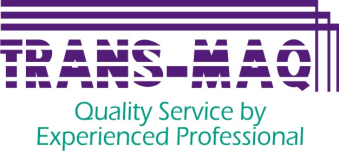 TRANS-MAQ
Quality Service by
Experienced Professional